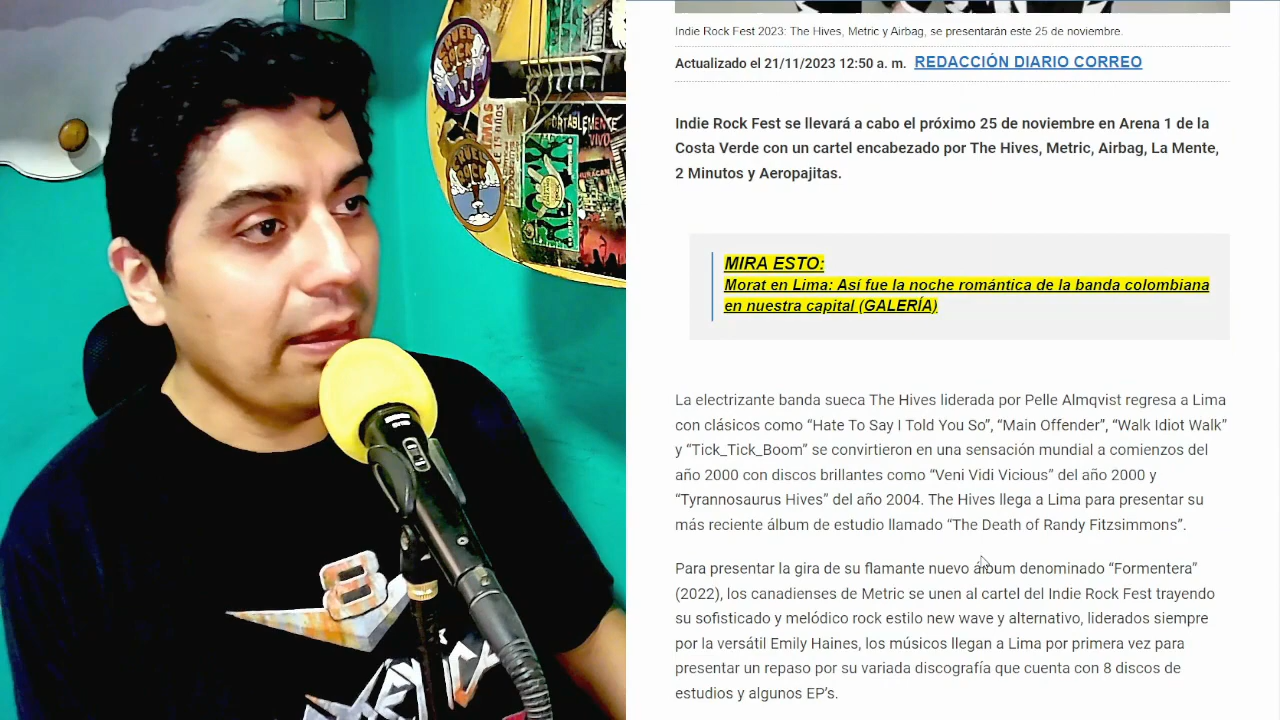 CRUEL
ROCK
LIVE
CRUEL
ROCK
FORTABLEMENTE
VIVO
8
AMERICA
Indie Rock Fest 2023: The Hives, Metric y Airbag, se presentarán este 25 de noviembre.
Actualizado el 21/11/2023 12:50 a. m. REDACCIÓN DIARIO CORREO
Indie Rock Fest se llevará a cabo el próximo 25 de noviembre en Arena 1 de la
Costa Verde con un cartel encabezado por The Hives, Metric, Airbag, La Mente,
2 Minutos y Aeropajitas.
MIRA ESTO:
Morat en Lima: Así fue la noche romántica de la banda colombiana
en nuestra capital (GALERÍA)
La electrizante banda sueca The Hives liderada por Pelle Almqvist regresa a Lima
con clásicos como “Hate To Say I Told You So”, “Main Offender”, “Walk Idiot Walk”
y “Tick_Tick_Boom” se convirtieron en una sensación mundial a comienzos del
año 2000 con discos brillantes como “Veni Vidi Vicious” del año 2000 y
“Tyrannosaurus Hives” del año 2004. The Hives llega a Lima para presentar su
más reciente álbum de estudio llamado “The Death of Randy Fitzsimmons”.
Para presentar la gira de su flamante nuevo álbum denominado “Formentera”
(2022), los canadienses de Metric se unen al cartel del Indie Rock Fest trayendo
su sofisticado y melódico rock estilo new wave y alternativo, liderados siempre
por la versátil Emily Haines, los músicos llegan a Lima por primera vez para
presentar un repaso por su variada discografía que cuenta con 8 discos de
estudios y algunos EP’s.